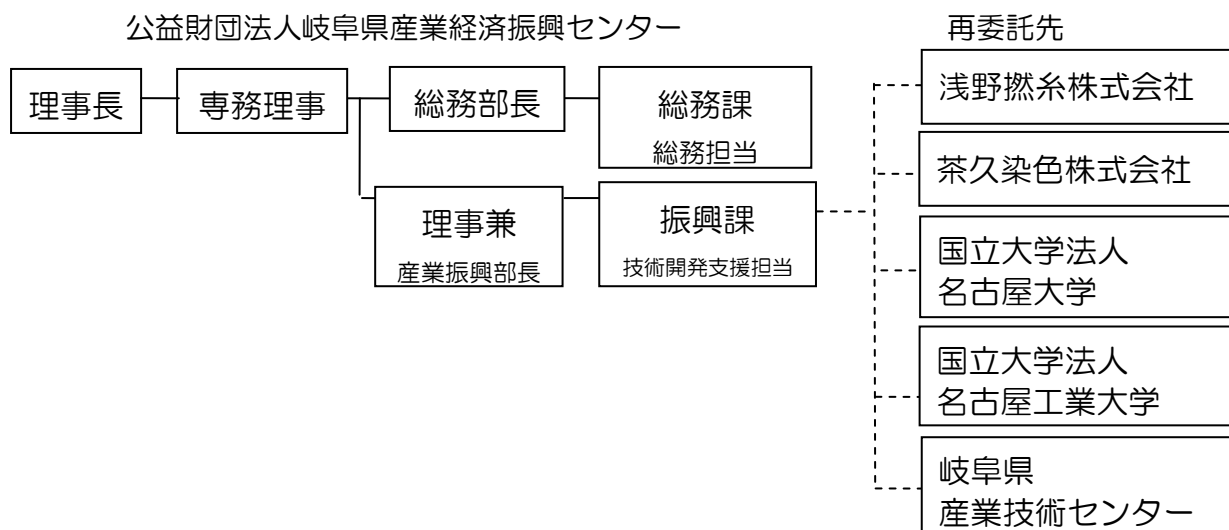 公益財団法人岐阜県産業経済振興センター
理事長
専務理事
総務部長
総務課
総務担当
理事兼
産業振興部長
振興課
技術開発支援担当
再委託先
浅野撚糸株式会社
茶久染色株式会社
国立大学法人
名古屋大学
国立大学法人
名古屋工業大学
岐阜県
産業技術センター